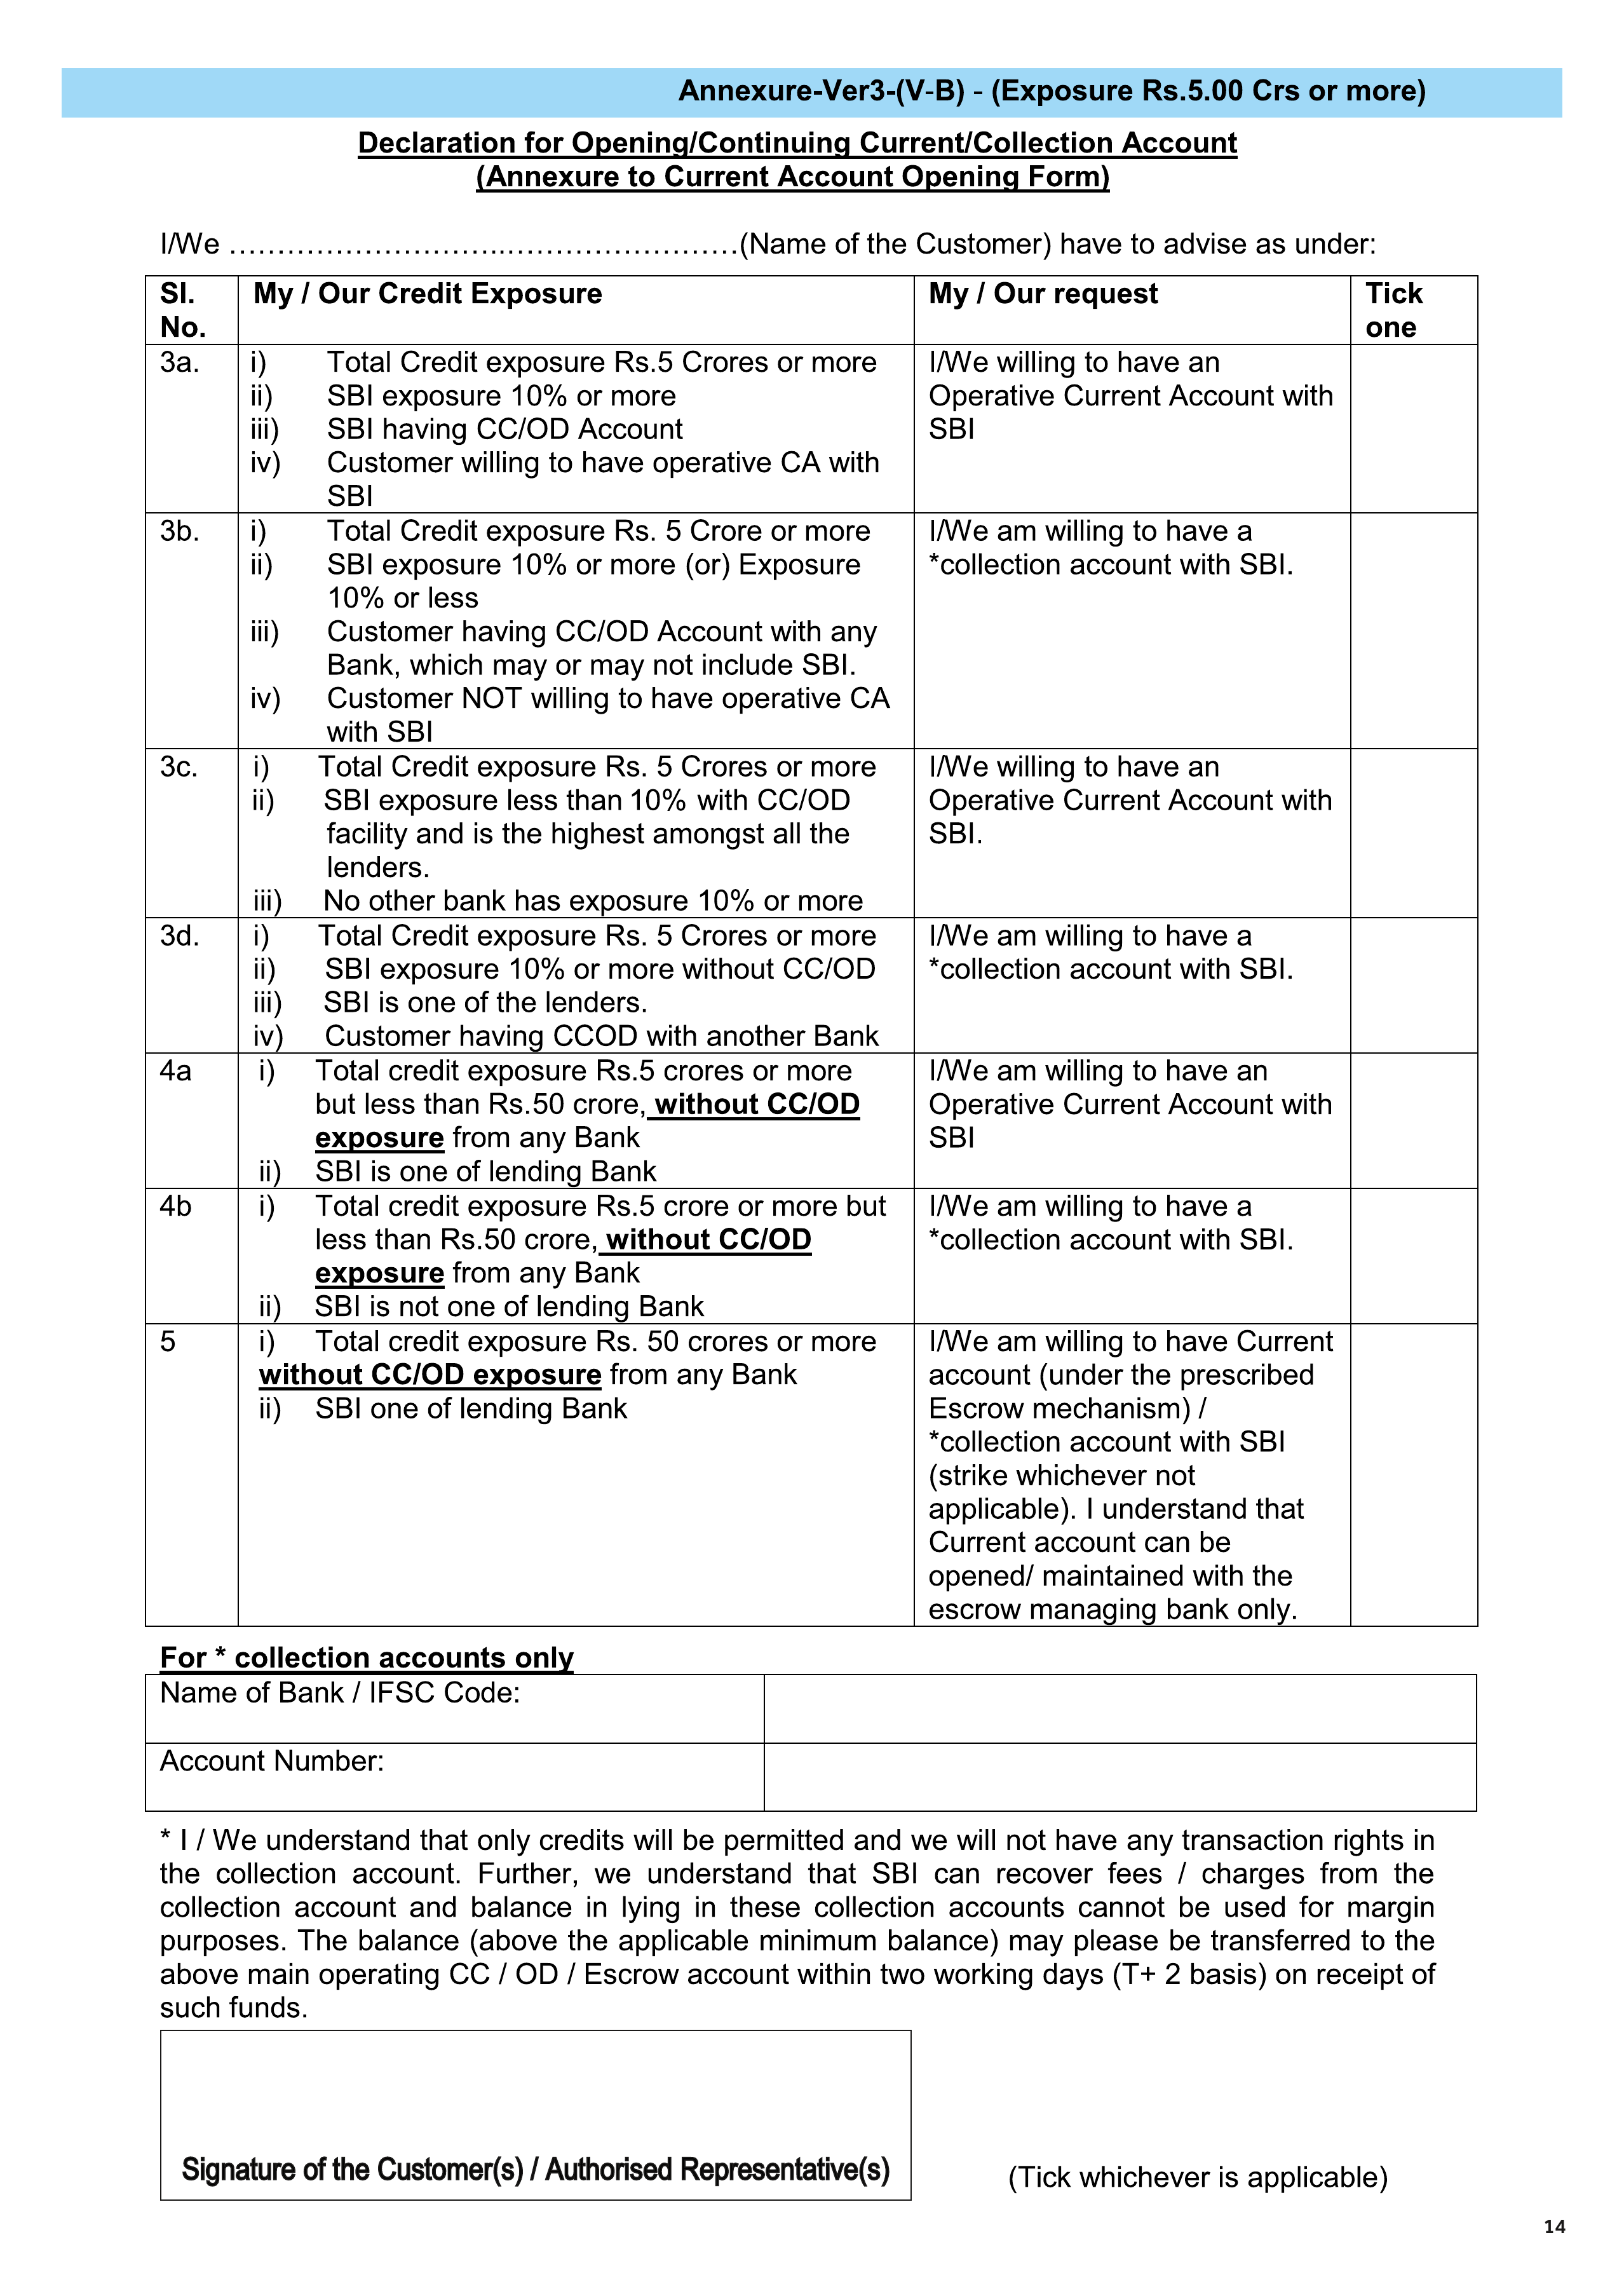 Annexure-Ver3-(V-B) - (Exposure Rs.5.00 Crs or more)
Declaration for Opening/Continuing Current/Collection Account
(Annexure to Current Account Opening Form)
I/We ……………………….……………………(Name of the Customer) have to advise as under:
Sl. No. My / Our Credit Exposure My / Our request Tick one
3a.
i) Total Credit exposure Rs.5 Crores or more
ii) SBI exposure 10% or more
iii) SBI having CC/OD Account
iv) Customer willing to have operative CA with
SBI
I/We willing to have an
Operative Current Account with
SBI
3b.
i) Total Credit exposure Rs. 5 Crore or more
ii) SBI exposure 10% or more (or) Exposure
10% or less
iii) Customer having CC/OD Account with any
Bank, which may or may not include SBI.
iv) Customer NOT willing to have operative CA
with SBI
I/We am willing to have a
*collection account with SBI.
3c.
i) Total Credit exposure Rs. 5 Crores or more
ii) SBI exposure less than 10% with CC/OD
facility and is the highest amongst all the
lenders.
iii) No other bank has exposure 10% or more
I/We willing to have an
Operative Current Account with
SBI.
3d.
i) Total Credit exposure Rs. 5 Crores or more
ii) SBI exposure 10% or more without CC/OD
iii) SBI is one of the lenders.
iv) Customer having CCOD with another Bank
I/We am willing to have a
*collection account with SBI.
4a
i) Total credit exposure Rs.5 crores or more
but less than Rs.50 crore, without CC/OD
exposure from any Bank
ii) SBI is one of lending Bank
I/We am willing to have an
Operative Current Account with
SBI
4b
i) Total credit exposure Rs.5 crore or more but
less than Rs.50 crore, without CC/OD
exposure from any Bank
ii) SBI is not one of lending Bank
I/We am willing to have a
*collection account with SBI.
5
i) Total credit exposure Rs. 50 crores or more
without CC/OD exposure from any Bank
ii) SBI one of lending Bank
I/We am willing to have Current
account (under the prescribed
Escrow mechanism) /
*collection account with SBI
(strike whichever not
applicable). I understand that
Current account can be
opened/ maintained with the
escrow managing bank only.
For * collection accounts only
Name of Bank / IFSC Code:
Account Number:
* I / We understand that only credits will be permitted and we will not have any transaction rights in
the collection account. Further, we understand that SBI can recover fees / charges from the
collection account and balance in lying in these collection accounts cannot be used for margin
purposes. The balance (above the applicable minimum balance) may please be transferred to the
above main operating CC / OD / Escrow account within two working days (T+ 2 basis) on receipt of
such funds.
Signature of the Customer(s) / Authorised Representative(s)
(Tick whichever is applicable)
14